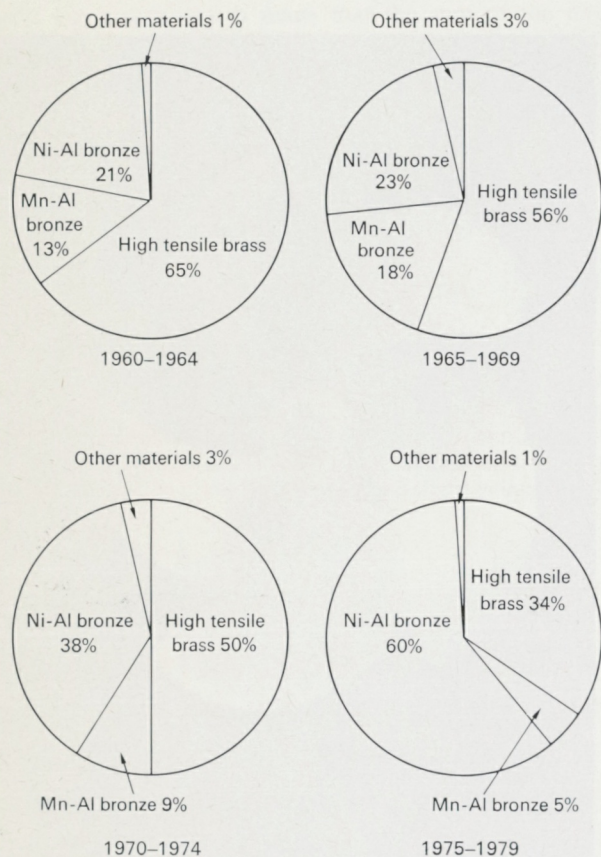 Other materials 1%
Ni-Al bronze
21%
Mn-Al
bronze
13%
High tensile brass
65%
1960–1964
Other materials 3%
Ni-Al bronze
23%
Mn-Al
bronze
18%
High tensile
brass 56%
1965–1969
Other materials 3%
Ni-Al bronze
38%
High tensile
brass 50%
Mn-Al bronze 9%
1970–1974
Other materials 1%
Ni-Al bronze
60%
High tensile
brass 34%
Mn-Al bronze 5%
1975–1979